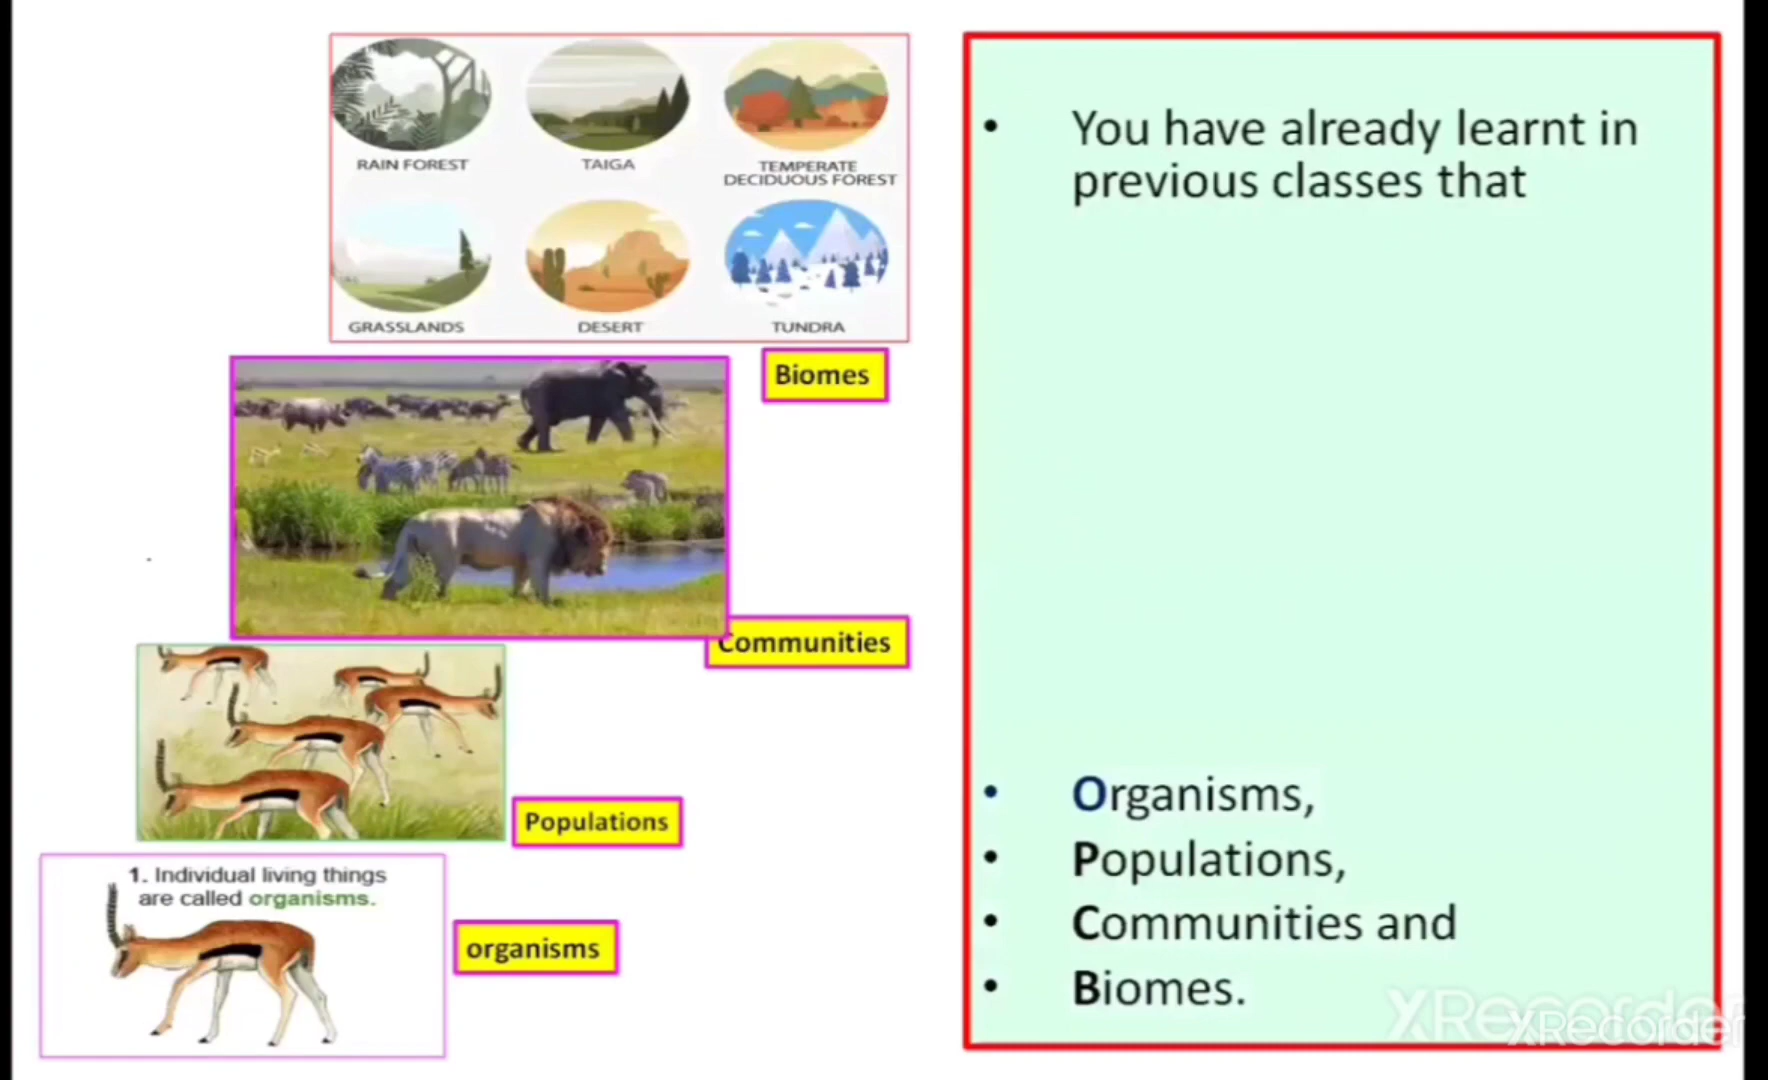 RAIN FOREST
TAIGA
TEMPERATE
DECIDUOUS FOREST
GRASSLANDS
DESERT
TUNDRA
Biomes
Communities
Populations
1. Individual living things
are called organisms.
organisms
• You have already learnt in
previous classes that
• Organisms,
• Populations,
• Communities and
• Biomes.
XRecorder
XRecorder